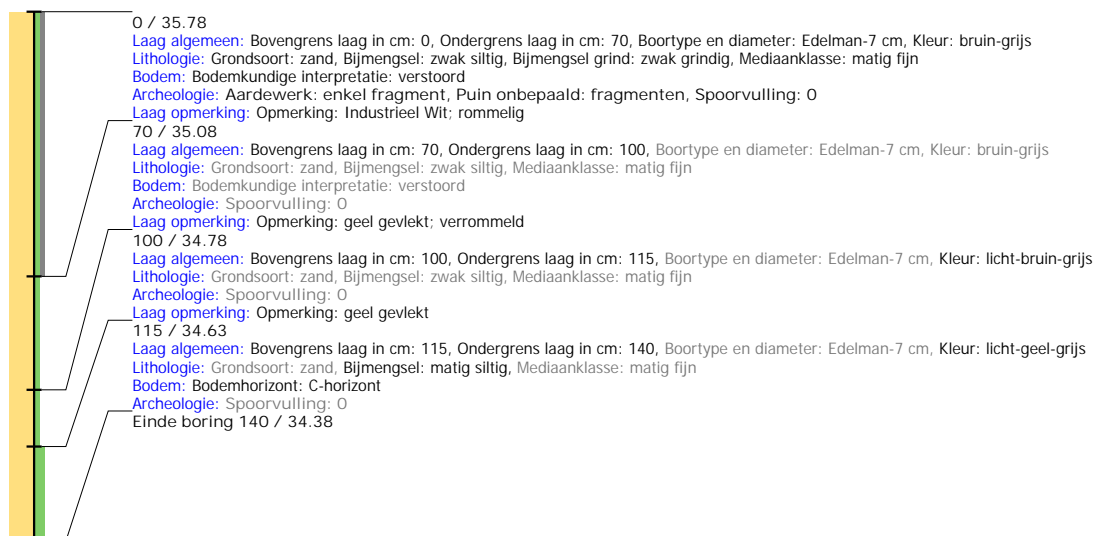 0 / 35.78
Laag algemeen: Bovengrens laag in cm: 0, Ondergrens laag in cm: 70, Boortype en diameter: Edelman-7 cm, Kleur: bruin-grijs
Lithologie: Grondsoort: zand, Bijmengsel: zwak siltig, Bijmengsel grind: zwak grindig, Mediaanklasse: matig fijn
Bodem: Bodemkundige interpretatie: verstoord
Archeologie: Aardewerk: enkel fragment, Puin onbepaald: fragmenten, Spoorvulling: 0
Laag opmerking: Opmerking: Industrieel Wit; rommelig
70 / 35.08
Laag algemeen: Bovengrens laag in cm: 70, Ondergrens laag in cm: 100, Boortype en diameter: Edelman-7 cm, Kleur: bruin-grijs
Lithologie: Grondsoort: zand, Bijmengsel: zwak siltig, Mediaanklasse: matig fijn
Bodem: Bodemkundige interpretatie: verstoord
Archeologie: Spoorvulling: 0
Laag opmerking: Opmerking: geel gevlekt; verrommeld
100 / 34.78
Laag algemeen: Bovengrens laag in cm: 100, Ondergrens laag in cm: 115, Boortype en diameter: Edelman-7 cm, Kleur: licht-bruin-grijs
Lithologie: Grondsoort: zand, Bijmengsel: zwak siltig, Mediaanklasse: matig fijn
Archeologie: Spoorvulling: 0
Laag opmerking: Opmerking: geel gevlekt
115 / 34.63
Laag algemeen: Bovengrens laag in cm: 115, Ondergrens laag in cm: 140, Boortype en diameter: Edelman-7 cm, Kleur: licht-geel-grijs
Lithologie: Grondsoort: zand, Bijmengsel: matig siltig, Mediaanklasse: matig fijn
Bodem: Bodemhorizont: C-horizont
Archeologie: Spoorvulling: 0
Einde boring 140 / 34.38